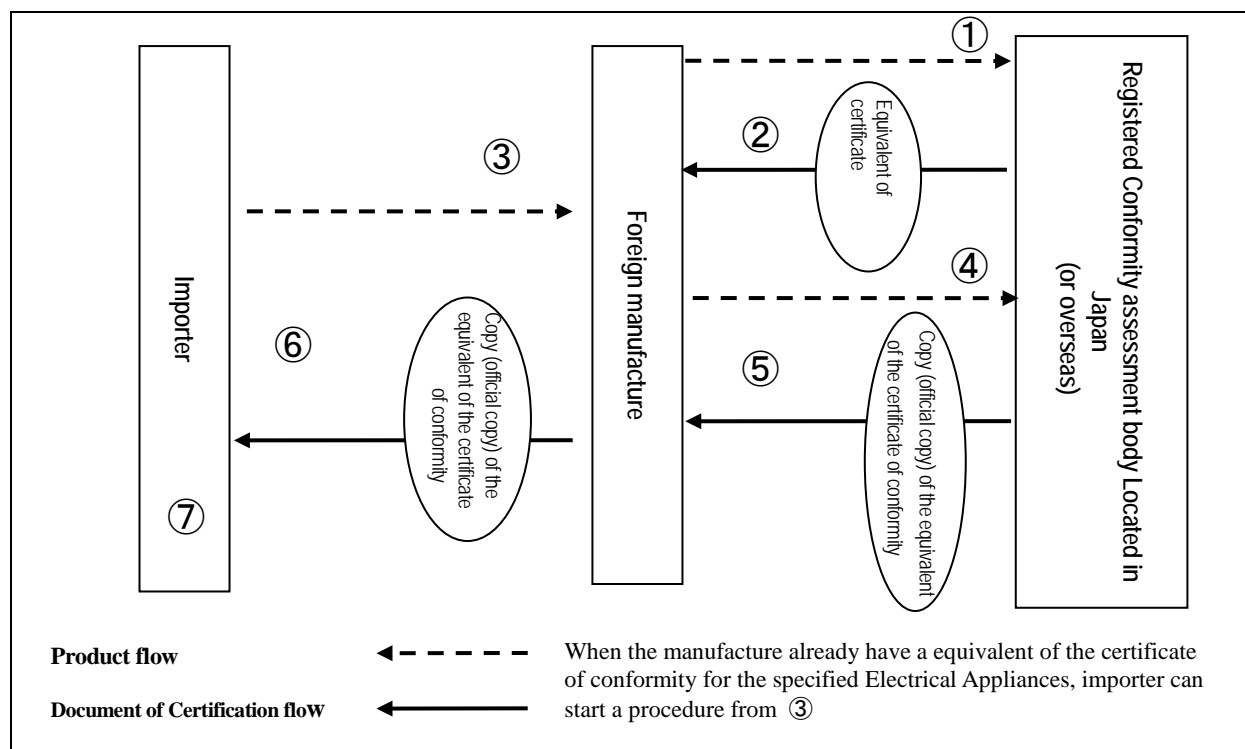 ①
Equivalent of
certificate
②
③
④
Importer
Foreign manufacture
Registered Conformity assessment body Located in
Japan
(or overseas)
⑤
Copy (official copy) of the equivalent
of the certificate of conformity
⑥
Copy (official copy) of the
equivalent of the certificate
of conformity
⑦
Product flow
Document of Certification flow
When the manufacture already have a equivalent of the certificate
of conformity for the specified Electrical Appliances, importer can
start a procedure from ③